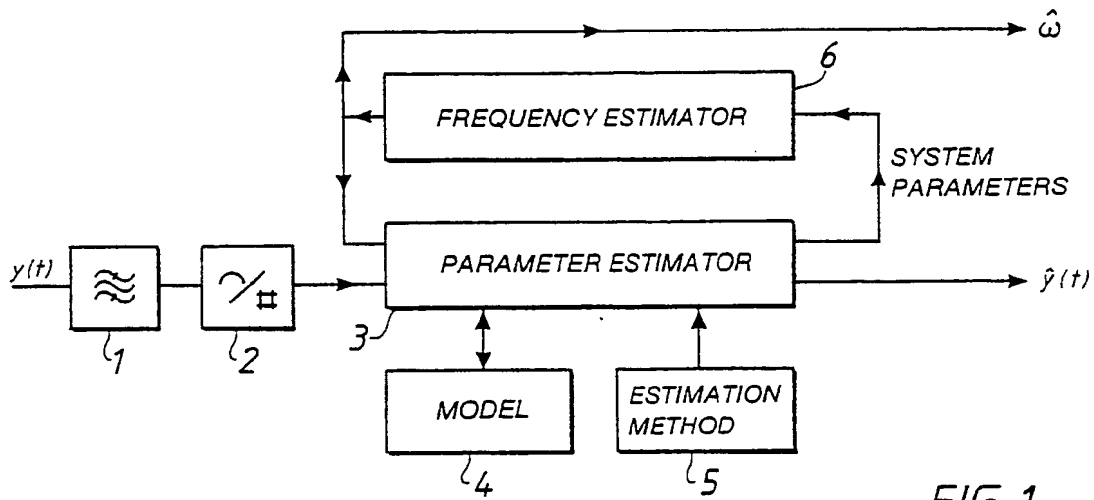 ω̂
6
FREQUENCY ESTIMATOR
SYSTEM
PARAMETERS
y(t)
PARAMETER ESTIMATOR
ŷ(t)
1
2
3
MODEL
ESTIMATION
METHOD
4
5
FIG.1